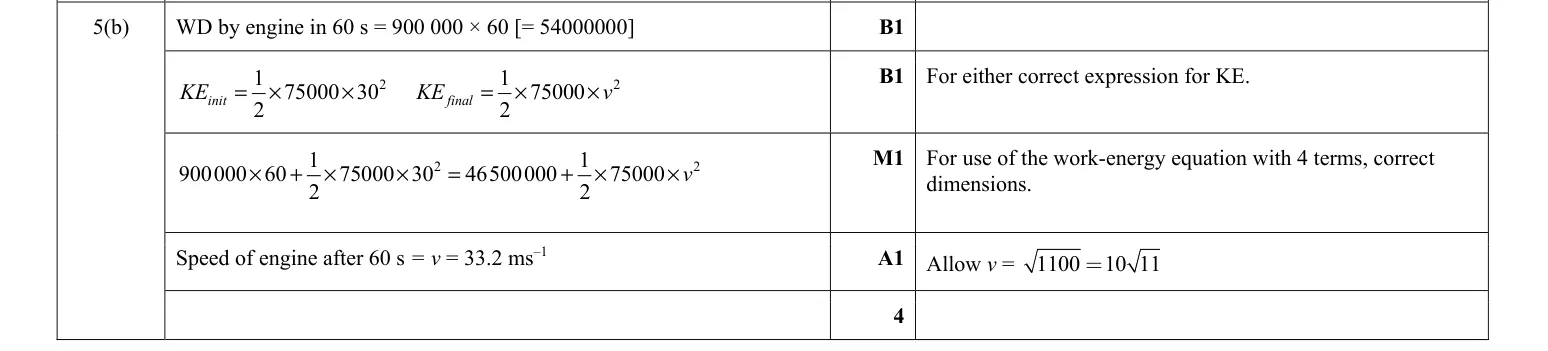 5(b) WD by engine in 60 s = 900 000 × 60 [= 54000000] B1
KE_init = 1/2 × 75000 × 30² KE_final = 1/2 × 75000 × v² B1 For either correct expression for KE.
900000 × 60 + 1/2 × 75000 × 30² = 46500000 + 1/2 × 75000 × v² M1 For use of the work-energy equation with 4 terms, correct
dimensions.
Speed of engine after 60 s = v = 33.2 ms⁻¹ A1 Allow v = √1100 = 10√11
4